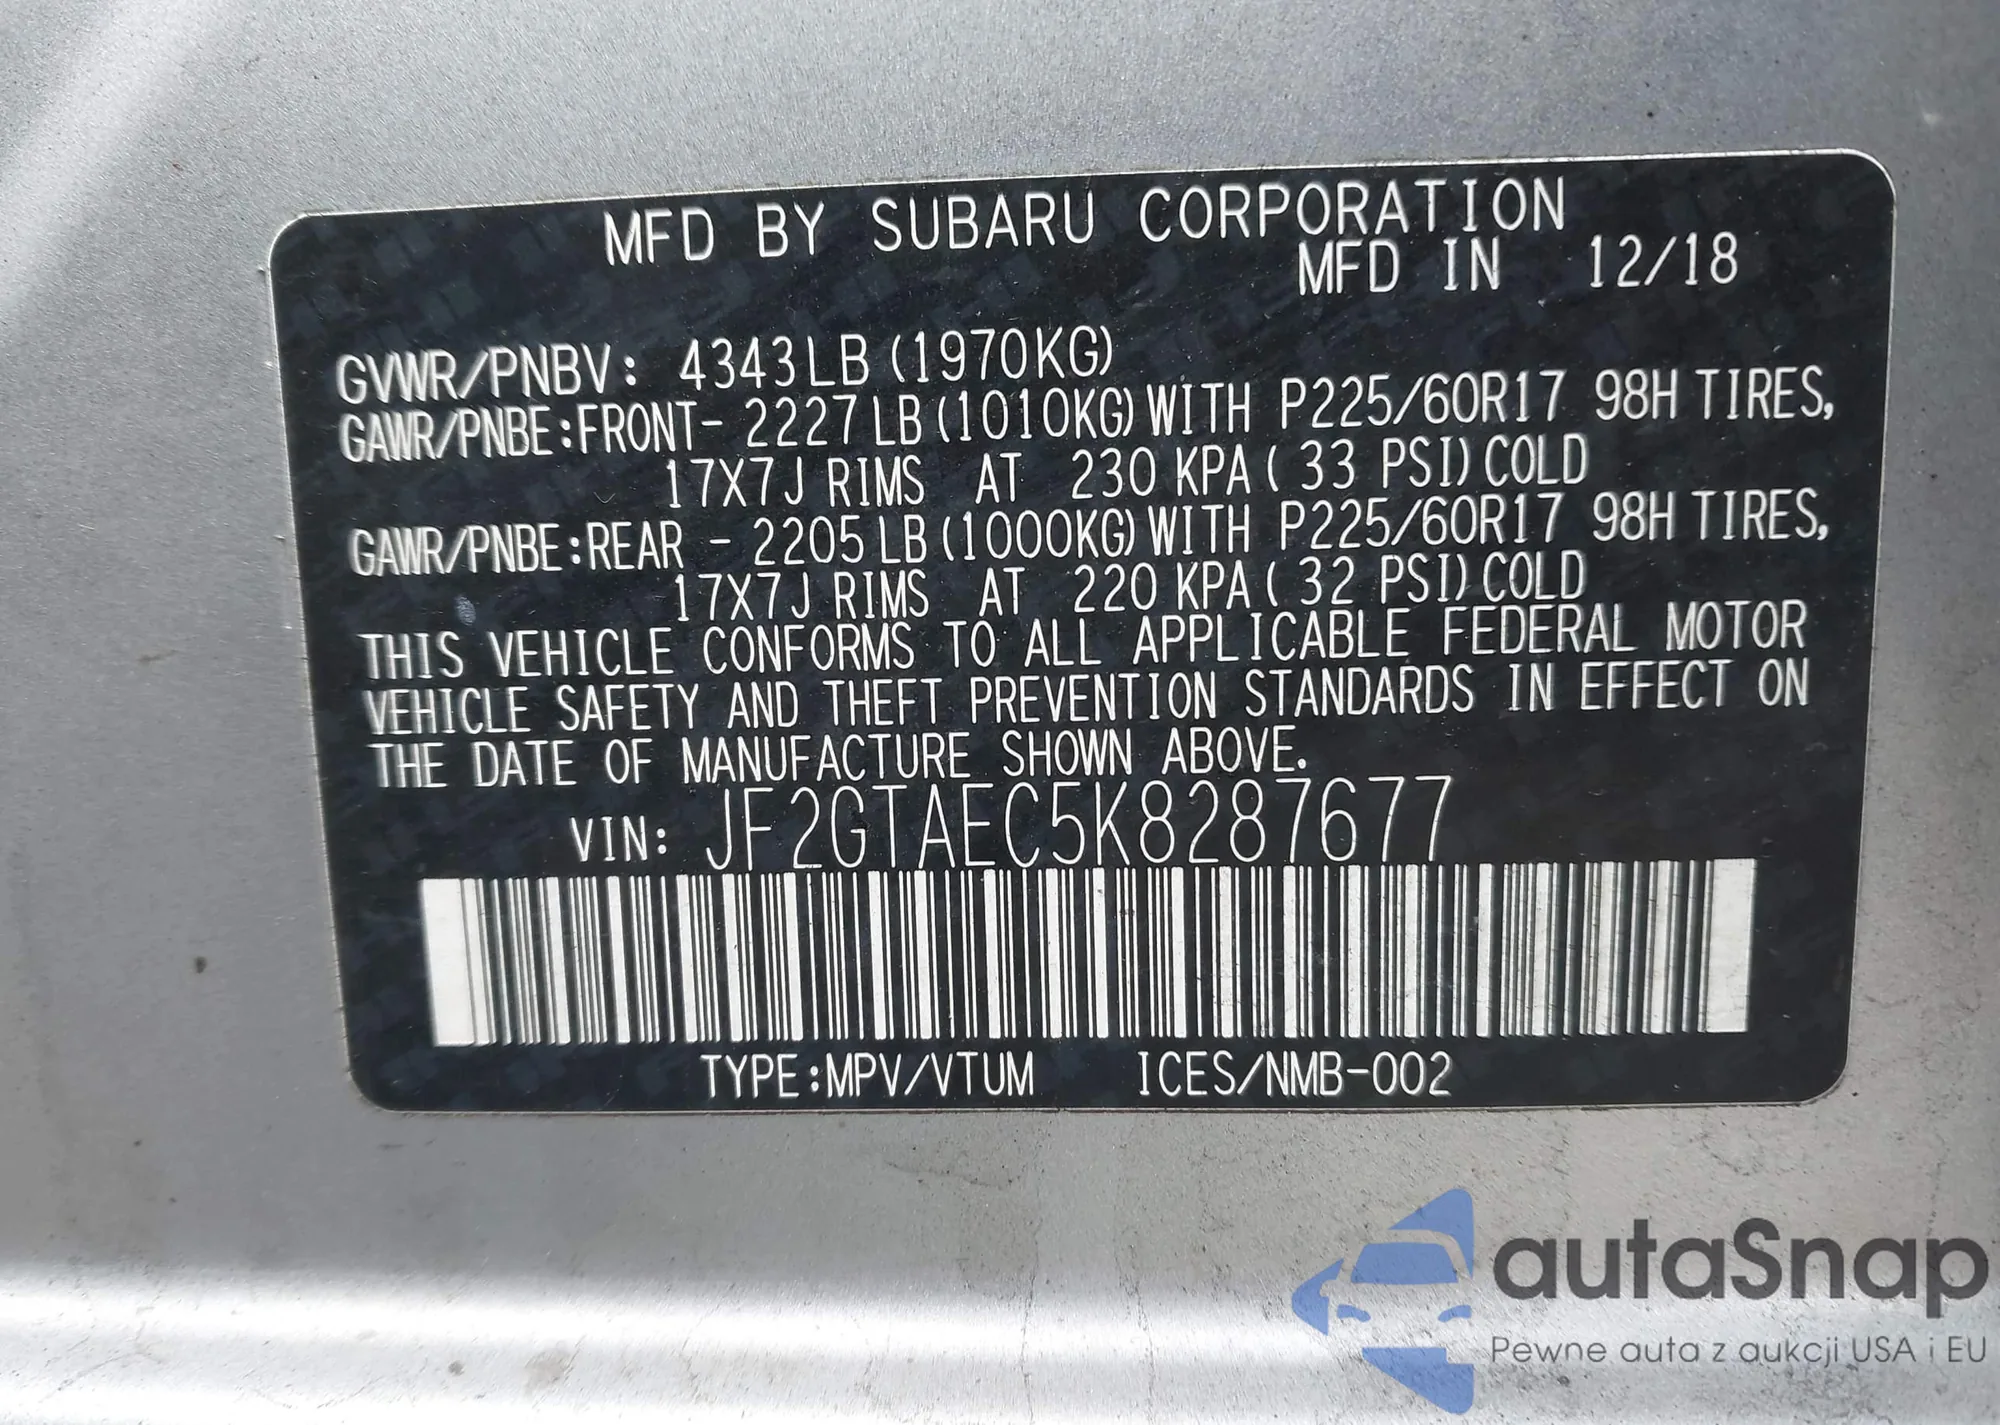 MFD BY SUBARU CORPORATION
MFD IN 12/18
GVWR/PNBV: 4343LB (1970KG)
GAWR/PNBE:FRONT- 2227LB (1010KG) WITH P225/60R17 98H TIRES,
17X7J RIMS AT 230 KPA ( 33 PSI) COLD
GAWR/PNBE:REAR - 2205LB (1000KG) WITH P225/60R17 98H TIRES,
17X7J RIMS AT 220 KPA ( 32 PSI) COLD
THIS VEHICLE CONFORMS TO ALL APPLICABLE FEDERAL MOTOR
VEHICLE SAFETY AND THEFT PREVENTION STANDARDS IN EFFECT ON
THE DATE OF MANUFACTURE SHOWN ABOVE.
VIN: JF2GTAEC5K8287677
TYPE:MPV/VTUM ICES/NMB-002
autaSnap
Pewne auta z aukcji USA i EU